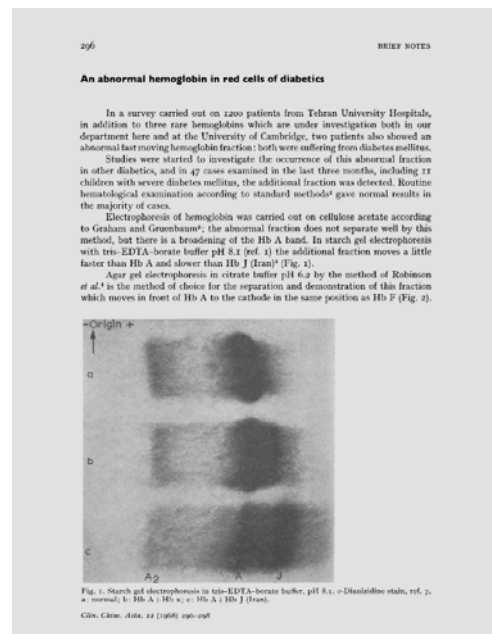 296 BRIEF NOTES
An abnormal hemoglobin in red cells of diabetics
In a survey carried out on 1200 patients from Tehran University Hospitals,
in addition to three rare hemoglobins which are under investigation both in our
department here and at the University of Cambridge, two patients also showed an
abnormal fast moving hemoglobin fraction: both were suffering from diabetes mellitus.
Studies were started to investigate the occurrence of this abnormal fraction
in other diabetics, and in 47 cases examined in the last three months, including 11
children with severe diabetes mellitus, the additional fraction was detected. Routine
hematological examination according to standard methods² gave normal results in
the majority of cases.
Electrophoresis of hemoglobin was carried out on cellulose acetate according
to Graham and Gruenbaum³; the abnormal fraction does not separate well by this
method, but there is a broadening of the Hb A band. In starch gel electrophoresis
with tris–EDTA–borate buffer pH 8.1 (ref. 1) the additional fraction moves a little
faster than Hb A and slower than Hb J (Iran)⁴ (Fig. 1).
Agar gel electrophoresis in citrate buffer pH 6.2 by the method of Robinson
et al.⁴ is the method of choice for the separation and demonstration of this fraction
which moves in front of Hb A to the cathode in the same position as Hb F (Fig. 2).
-Origin +
a
b
c
A2 A J
Fig. 1. Starch gel electrophoresis in tris–EDTA–borate buffer, pH 8.1. o-Dianizidine stain, ref. 7.
a: normal; b: Hb A + Hb x; c: Hb A + Hb J (Iran).
Clin. Chim. Acta, 22 (1968) 296–298